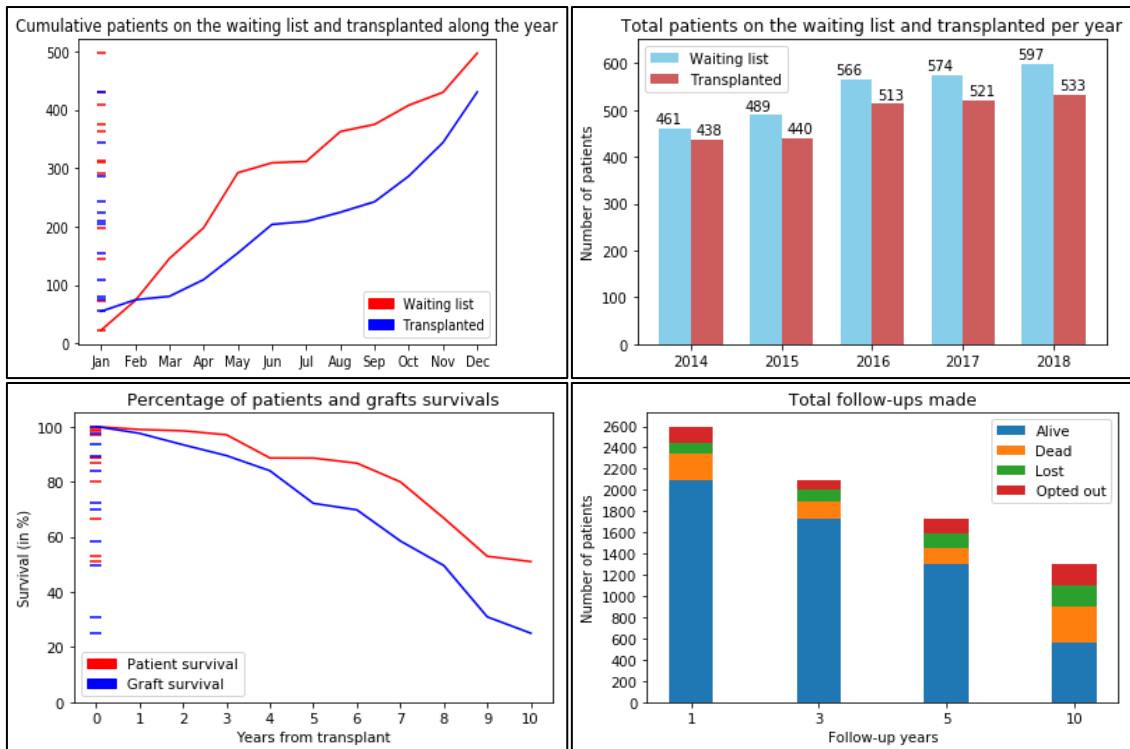 Cumulative patients on the waiting list and transplanted along the year
500
400
300
200
100
0
Waiting list
Transplanted
Jan Feb Mar Apr May Jun Jul Aug Sep Oct Nov Dec
Total patients on the waiting list and transplanted per year
Number of patients
600
500
400
300
200
100
0
Waiting list
Transplanted
461 438 489 440 566 513 574 521 597 533
2014 2015 2016 2017 2018
Percentage of patients and grafts survivals
Survival (in %)
100
80
60
40
20
0
Patient survival
Graft survival
0 1 2 3 4 5 6 7 8 9 10
Years from transplant
Total follow-ups made
Number of patients
2600
2400
2200
2000
1800
1600
1400
1200
1000
800
600
400
200
0
Alive
Dead
Lost
Opted out
1 3 5 10
Follow-up years